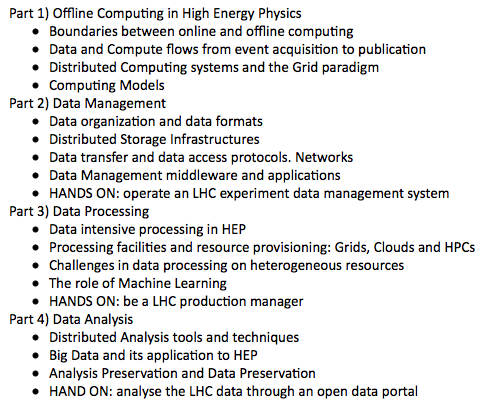 Part 1) Offline Computing in High Energy Physics
• Boundaries between online and offline computing
• Data and Compute flows from event acquisition to publication
• Distributed Computing systems and the Grid paradigm
• Computing Models
Part 2) Data Management
• Data organization and data formats
• Distributed Storage Infrastructures
• Data transfer and data access protocols. Networks
• Data Management middleware and applications
• HANDS ON: operate an LHC experiment data management system
Part 3) Data Processing
• Data intensive processing in HEP
• Processing facilities and resource provisioning: Grids, Clouds and HPCs
• Challenges in data processing on heterogeneous resources
• The role of Machine Learning
• HANDS ON: be a LHC production manager
Part 4) Data Analysis
• Distributed Analysis tools and techniques
• Big Data and its application to HEP
• Analysis Preservation and Data Preservation
• HAND ON: analyse the LHC data through an open data portal